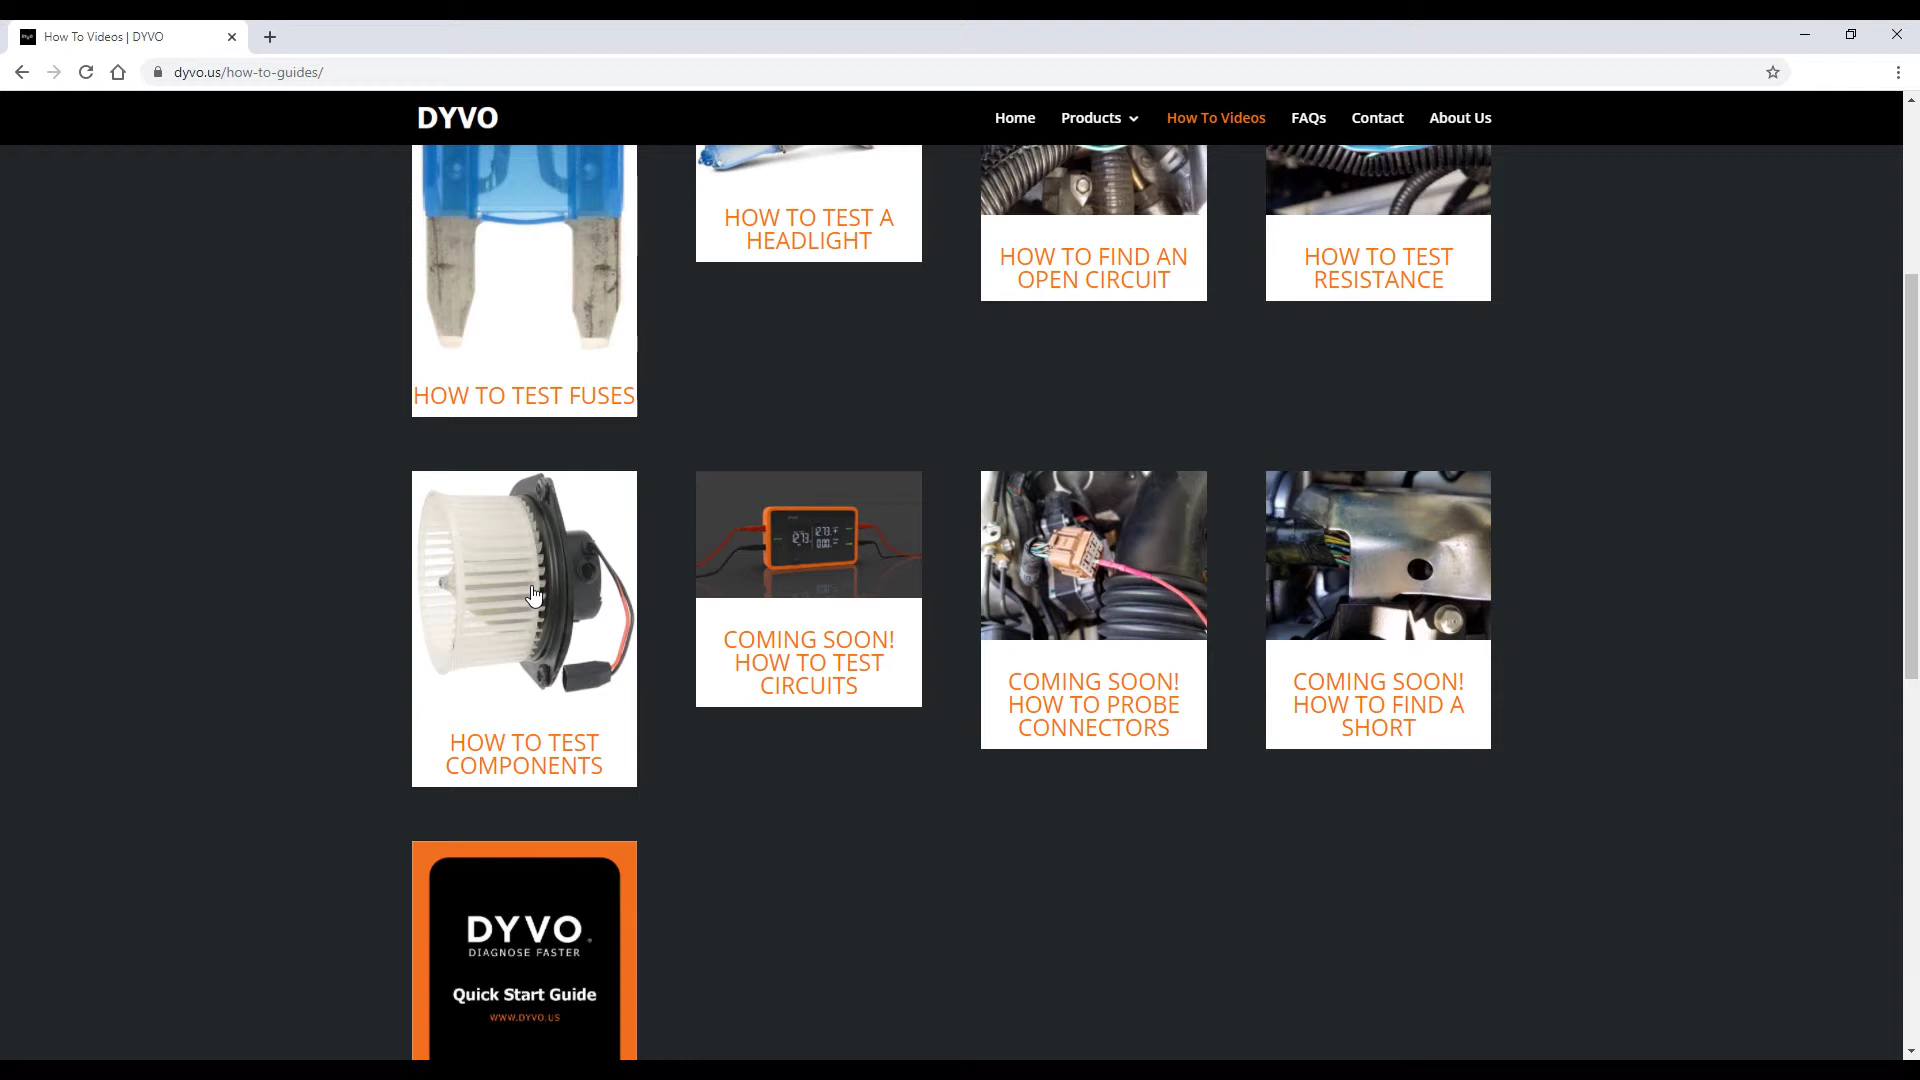 How To Videos | DYVO
dyvo.us/how-to-guides/
DYVO
Home Products How To Videos FAQs Contact About Us
HOW TO TEST A
HEADLIGHT
HOW TO FIND AN
OPEN CIRCUIT
HOW TO TEST
RESISTANCE
HOW TO TEST FUSES
HOW TO TEST
COMPONENTS
COMING SOON!
HOW TO TEST
CIRCUITS
COMING SOON!
HOW TO PROBE
CONNECTORS
COMING SOON!
HOW TO FIND A
SHORT
DYVO
DIAGNOSE FASTER
Quick Start Guide
WWW.DYVO.US